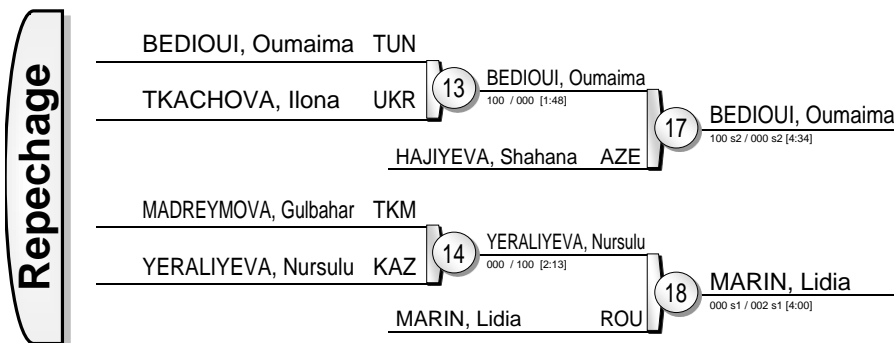 Repechage
BEDIOUI, Oumaima TUN
TKACHOVA, Ilona UKR
13
BEDIOUI, Oumaima
100 / 000 [1:48]
HAJIYEVA, Shahana AZE
17
BEDIOUI, Oumaima
100 s2 / 000 s2 [4:34]
MADREYMOVA, Gulbahar TKM
YERALIYEVA, Nursulu KAZ
14
YERALIYEVA, Nursulu
000 / 100 [2:13]
MARIN, Lidia ROU
18
MARIN, Lidia
000 s1 / 002 s1 [4:00]